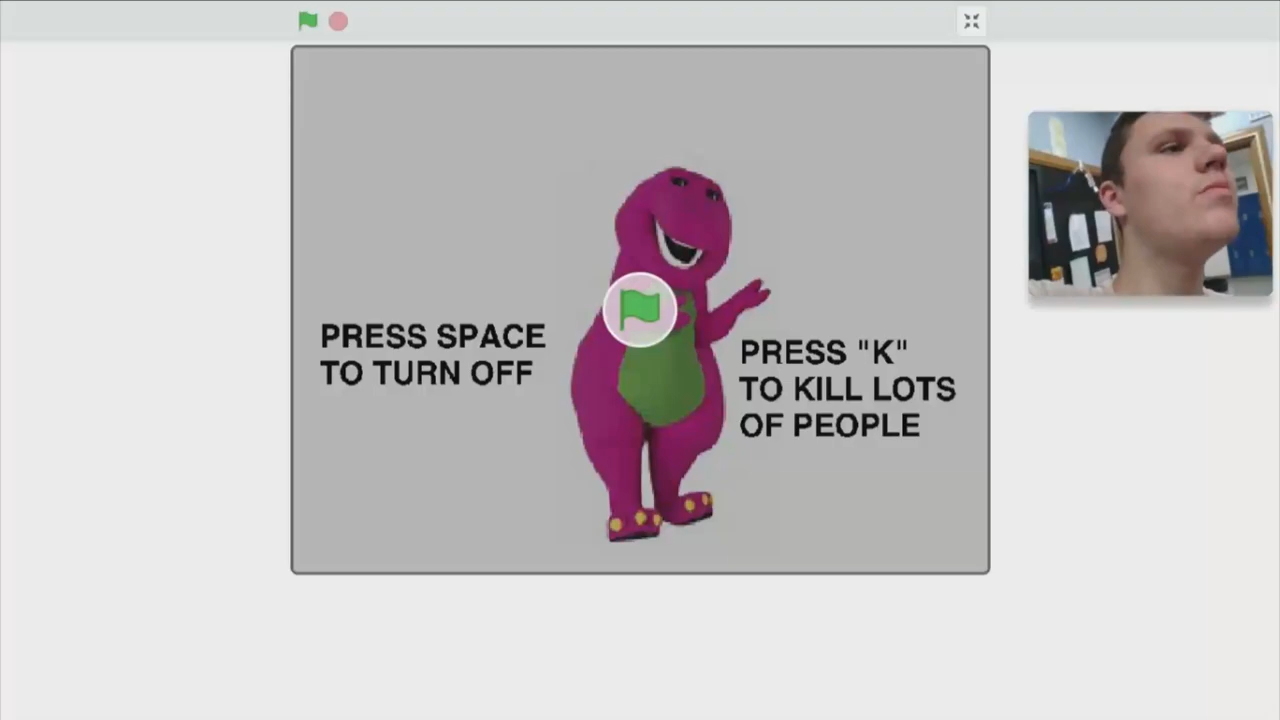 PRESS SPACE
TO TURN OFF
PRESS "K"
TO KILL LOTS
OF PEOPLE